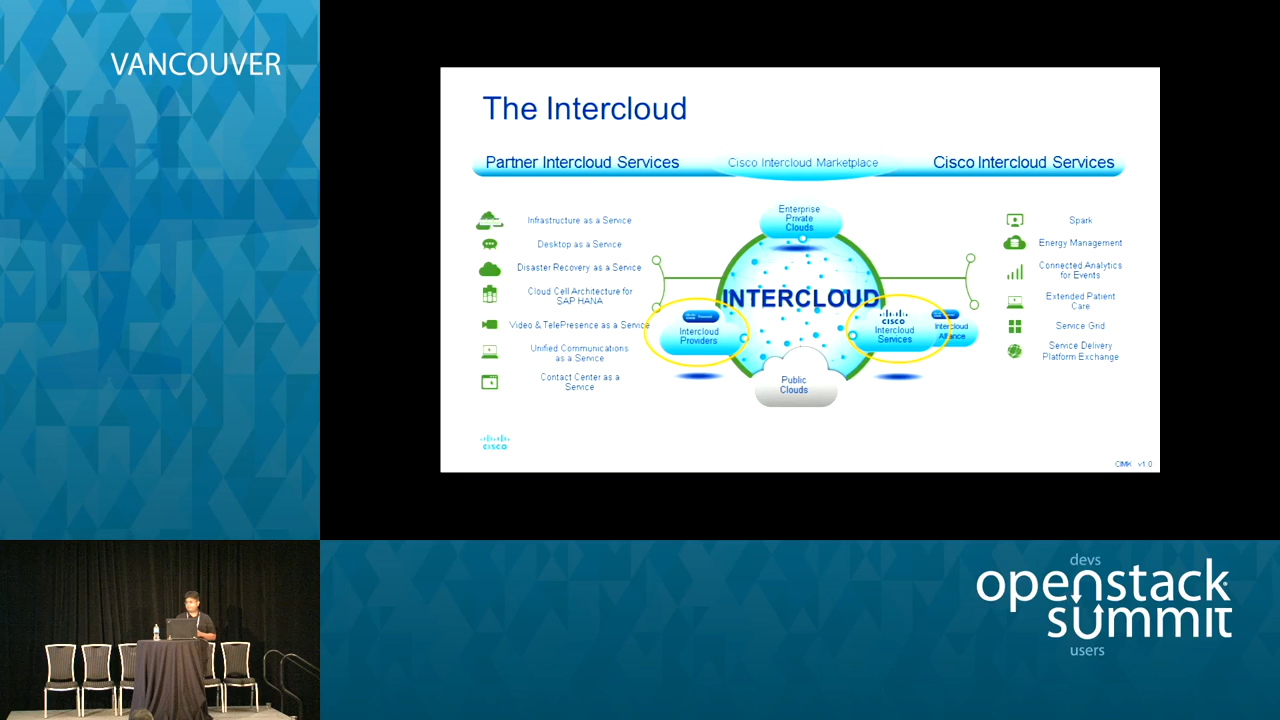 VANCOUVER
The Intercloud
Partner Intercloud Services
Cisco Intercloud Marketplace
Cisco Intercloud Services
Infrastructure as a Service
Desktop as a Service
Disaster Recovery as a Service
Cloud Cell Architecture for
SAP HANA
Video & TelePresence as a Service
Unified Communications
as a Service
Contact Center as a
Service
Enterprise
Private
Clouds
INTERCLOUD
Intercloud
Providers
CISCO
Intercloud
Services
Intercloud
Alliance
Public
Clouds
Spark
Energy Management
Connected Analytics
for Events
Extended Patient
Care
Service Grid
Service Delivery
Platform Exchange
CISCO
CIMK v1.0
devs
openstack
summit
users